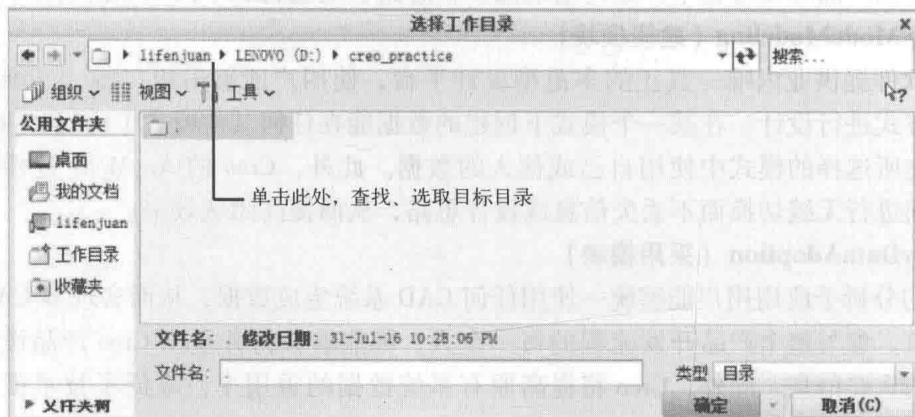 选择工作目录
lifenjuan ▸ LENOVO (D:) ▸ creo_practice
搜索...
组织 视图 工具
公用文件夹
桌面
我的文档
lifenjuan
工作目录
收藏夹
单击此处，查找、选取目标目录
文件名： 修改日期： 31-Jul-16 10:28:06 PM
文件名：
类型 目录
▸ 文件夹树
确定
取消(C)